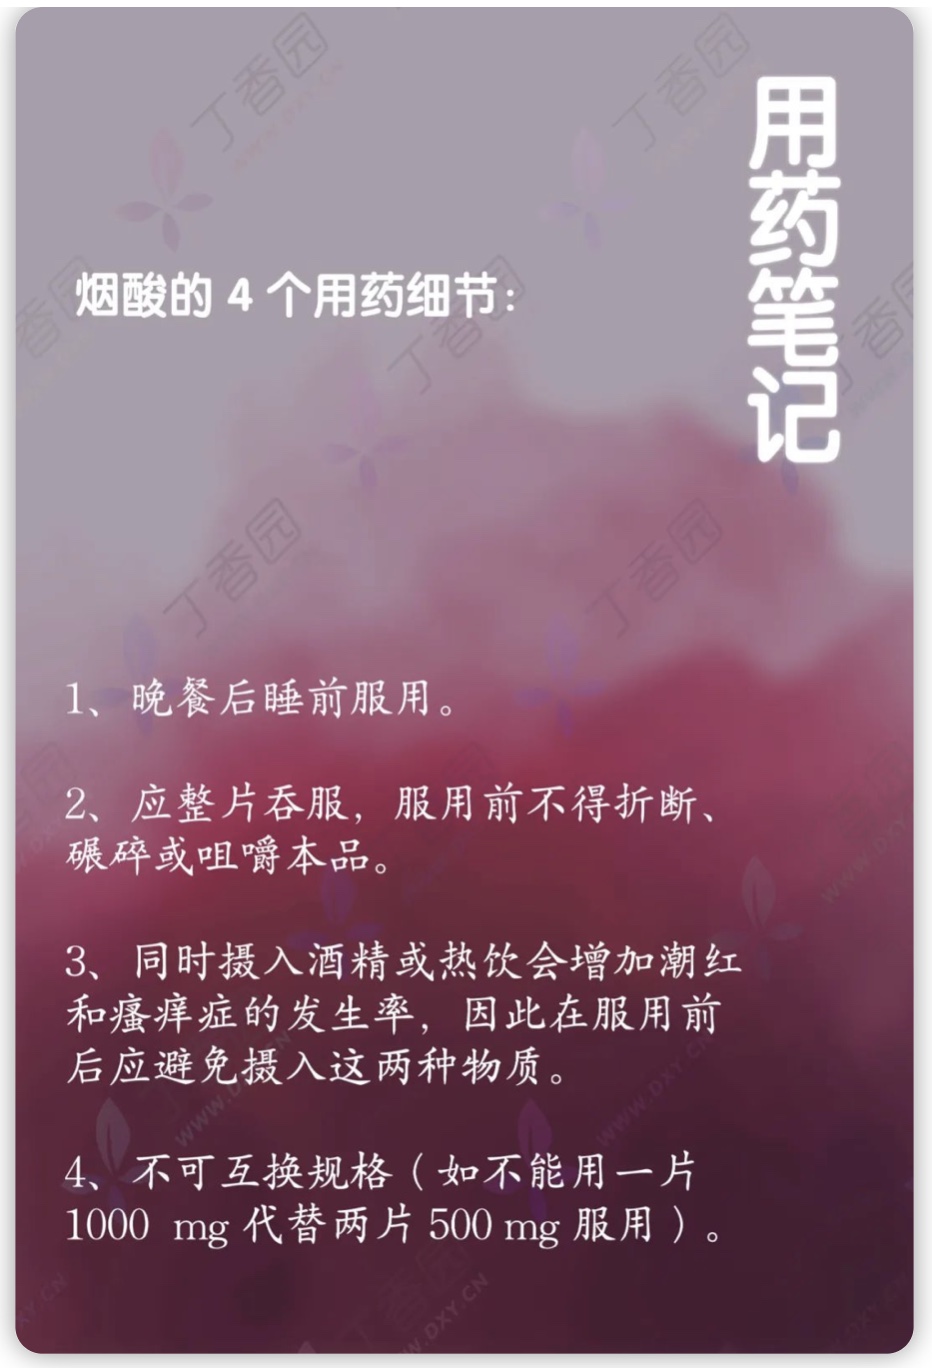 用药笔记
烟酸的 4 个用药细节：
1、晚餐后睡前服用。
2、应整片吞服，服用前不得折断、
碾碎或咀嚼本品。
3、同时摄入酒精或热饮会增加潮红
和瘙痒症的发生率，因此在服用前
后应避免摄入这两种物质。
4、不可互换规格（如不能用一片
1000 mg 代替两片 500 mg 服用）。
丁香园
WWW.DXY.CN